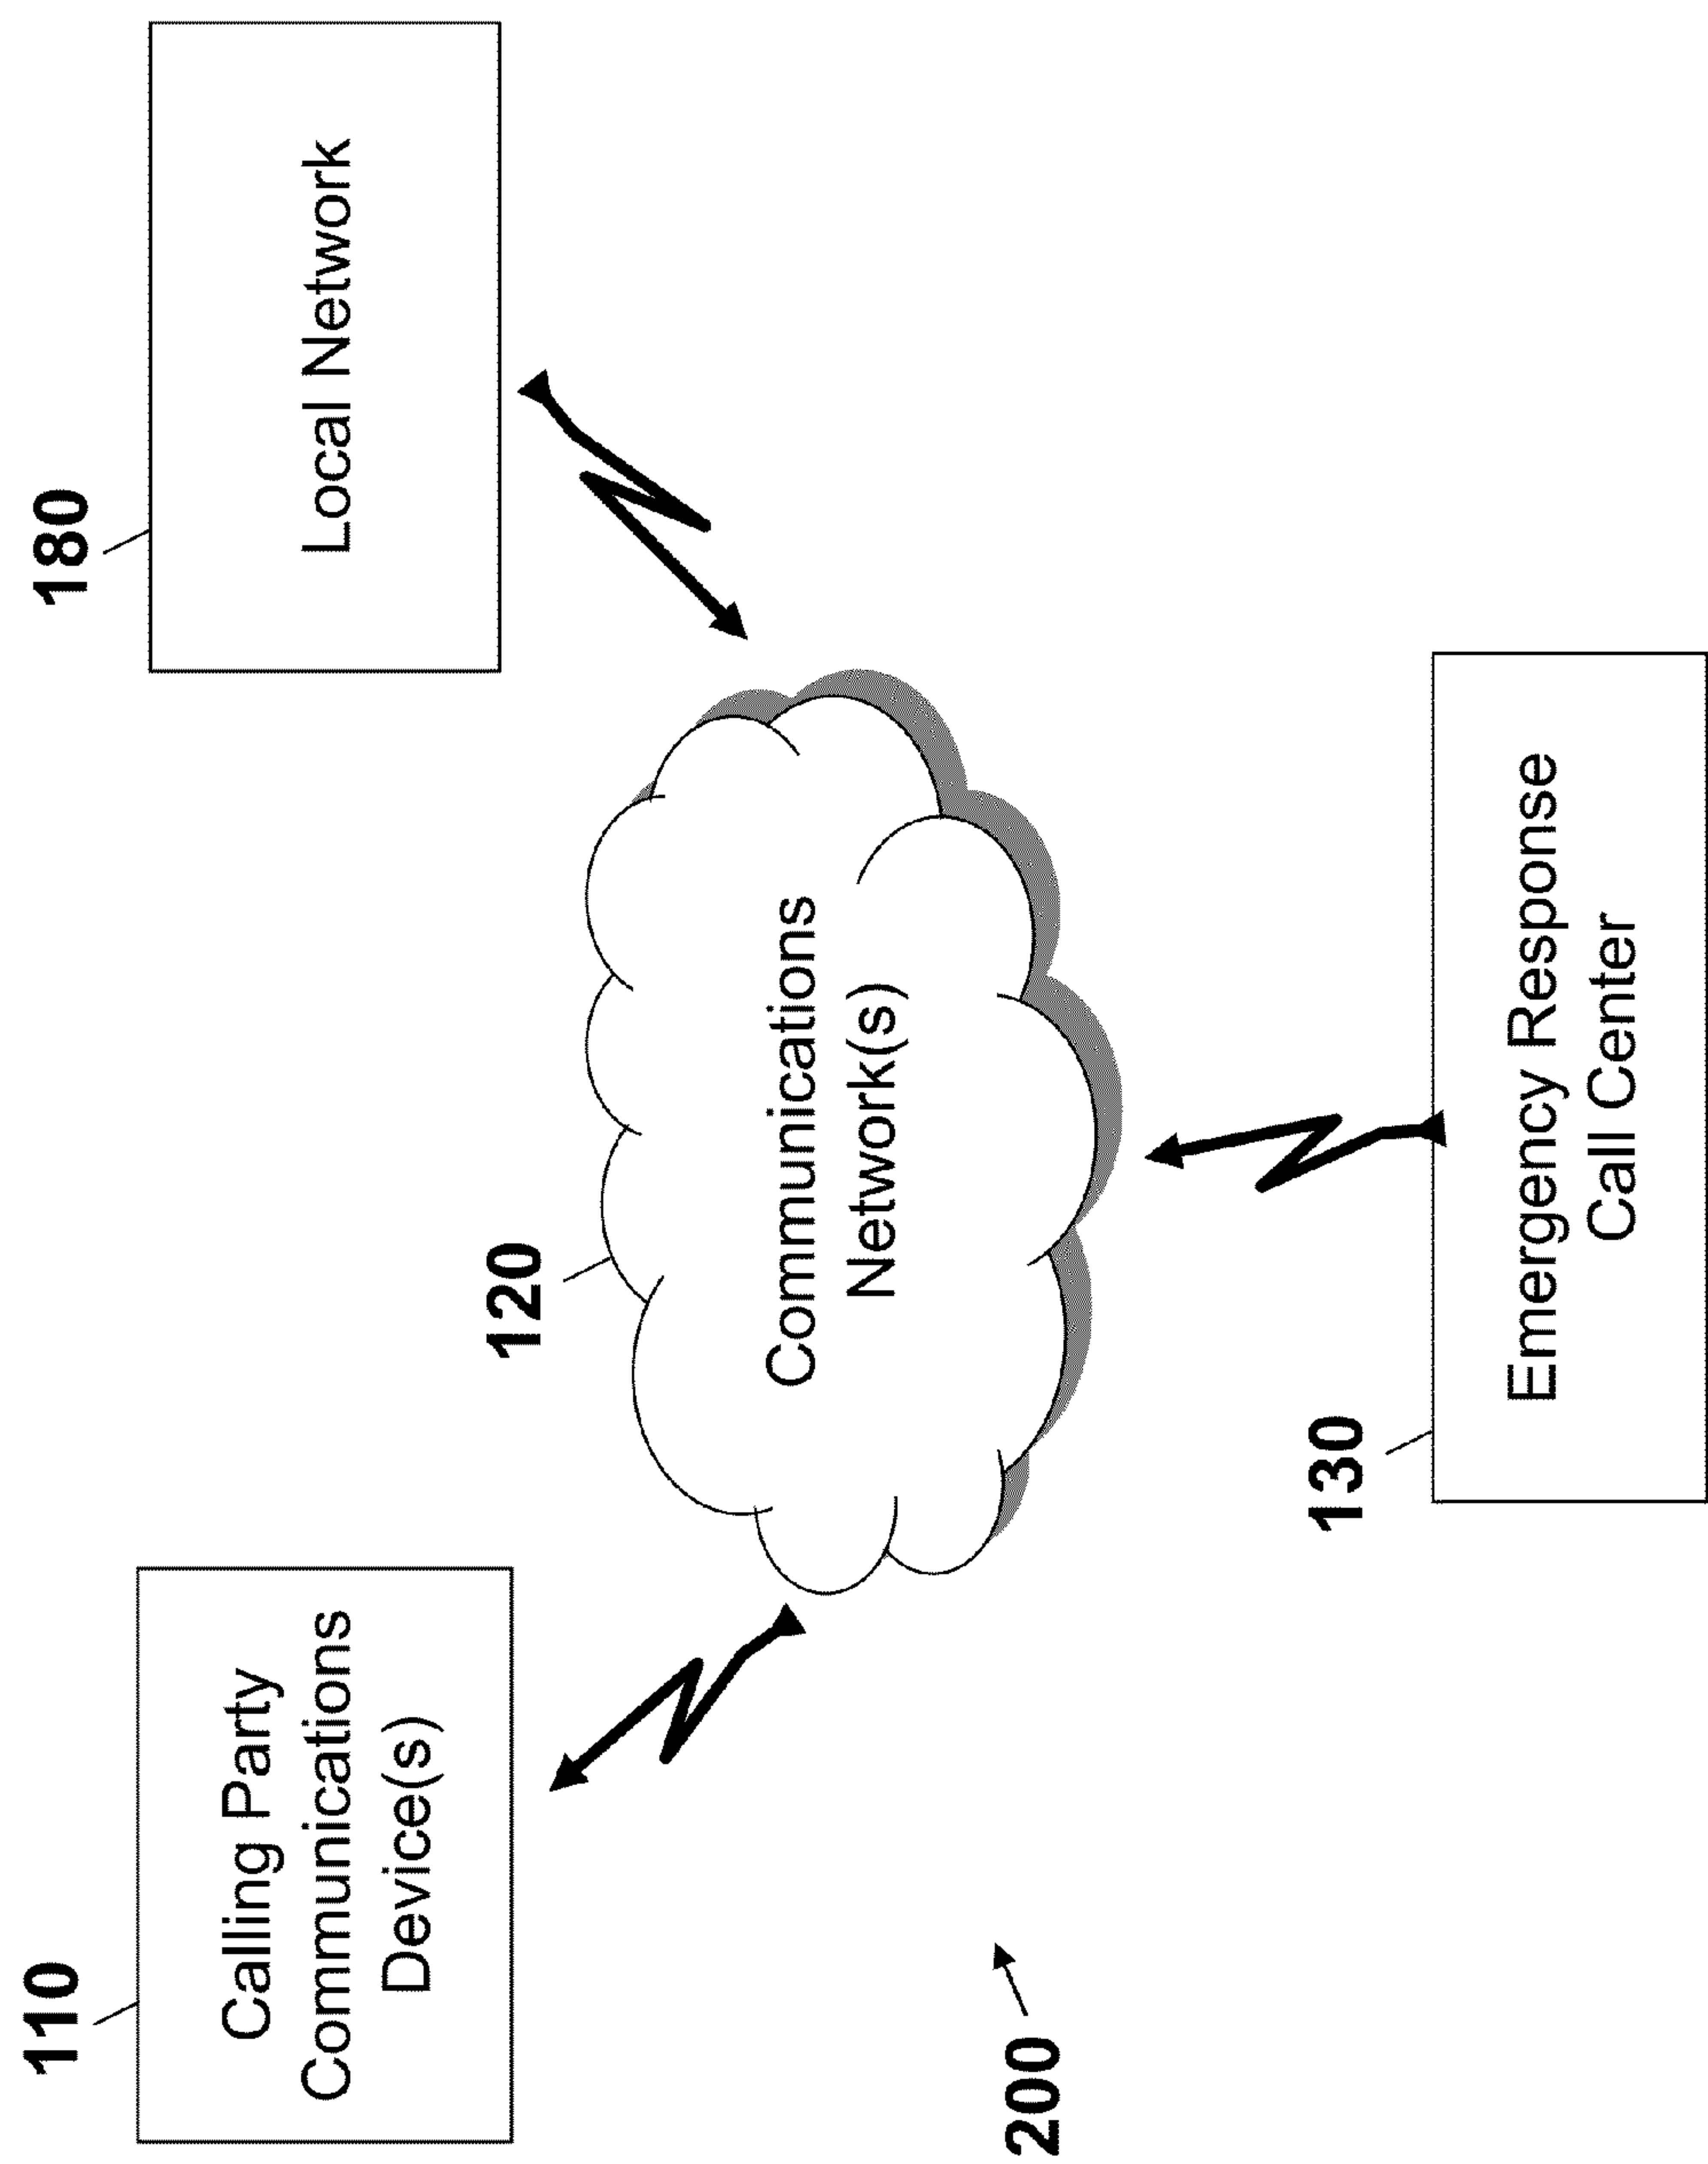 110
Calling Party
Communications
Device(s)
180
Local Network
120
Communications
Network(s)
130
Emergency Response
Call Center
200